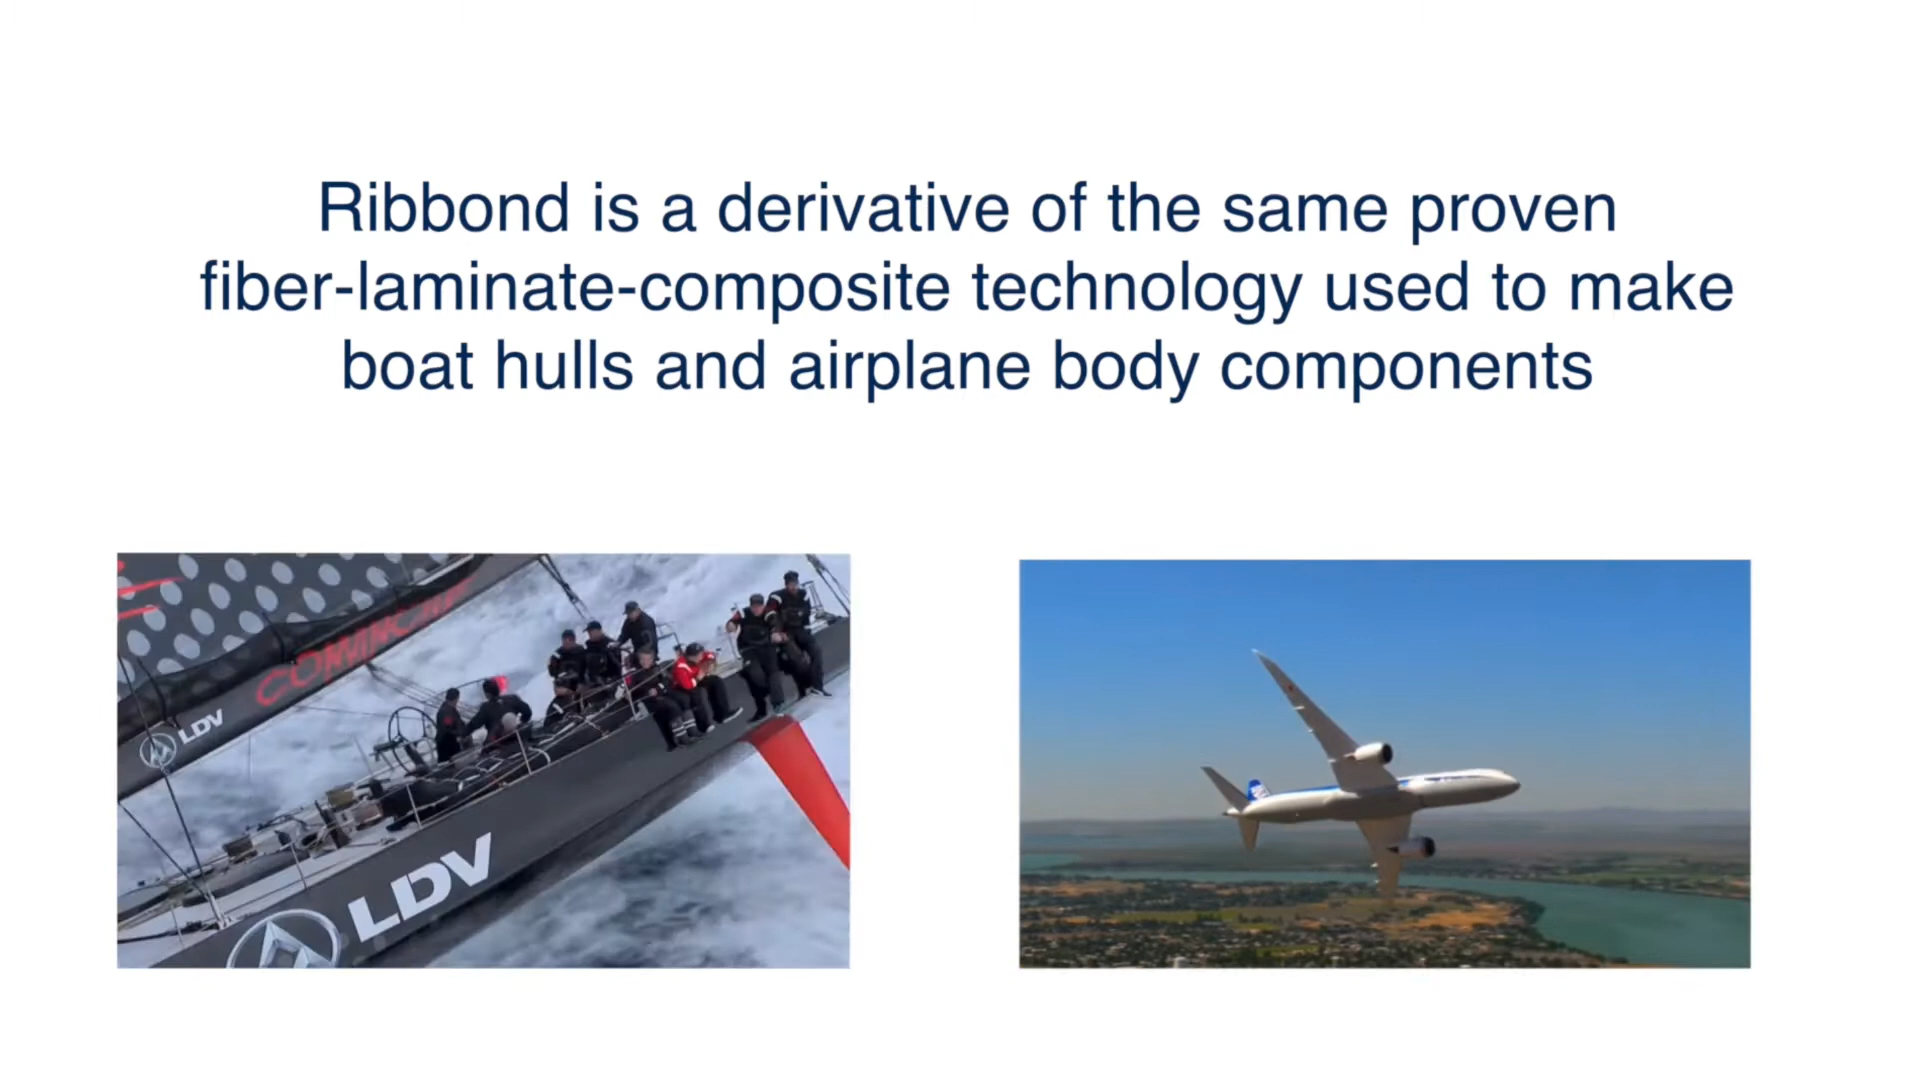 Ribbond is a derivative of the same proven
fiber-laminate-composite technology used to make
boat hulls and airplane body components
LDV
LDV